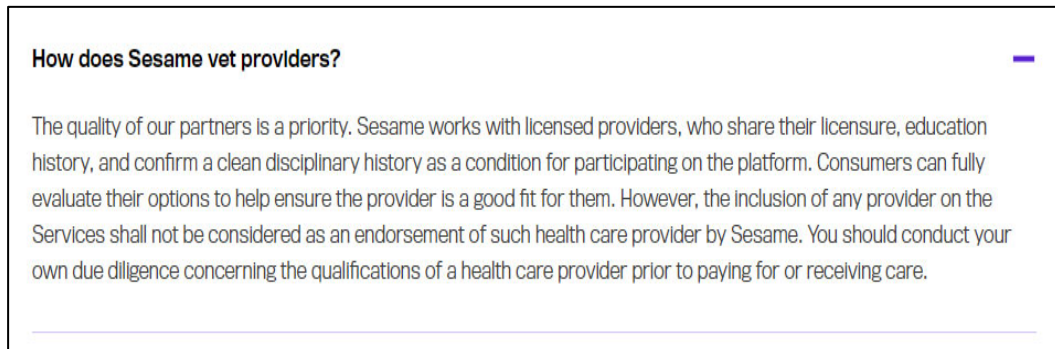 How does Sesame vet providers?
The quality of our partners is a priority. Sesame works with licensed providers, who share their licensure, education
history, and confirm a clean disciplinary history as a condition for participating on the platform. Consumers can fully
evaluate their options to help ensure the provider is a good fit for them. However, the inclusion of any provider on the
Services shall not be considered as an endorsement of such health care provider by Sesame. You should conduct your
own due diligence concerning the qualifications of a health care provider prior to paying for or receiving care.